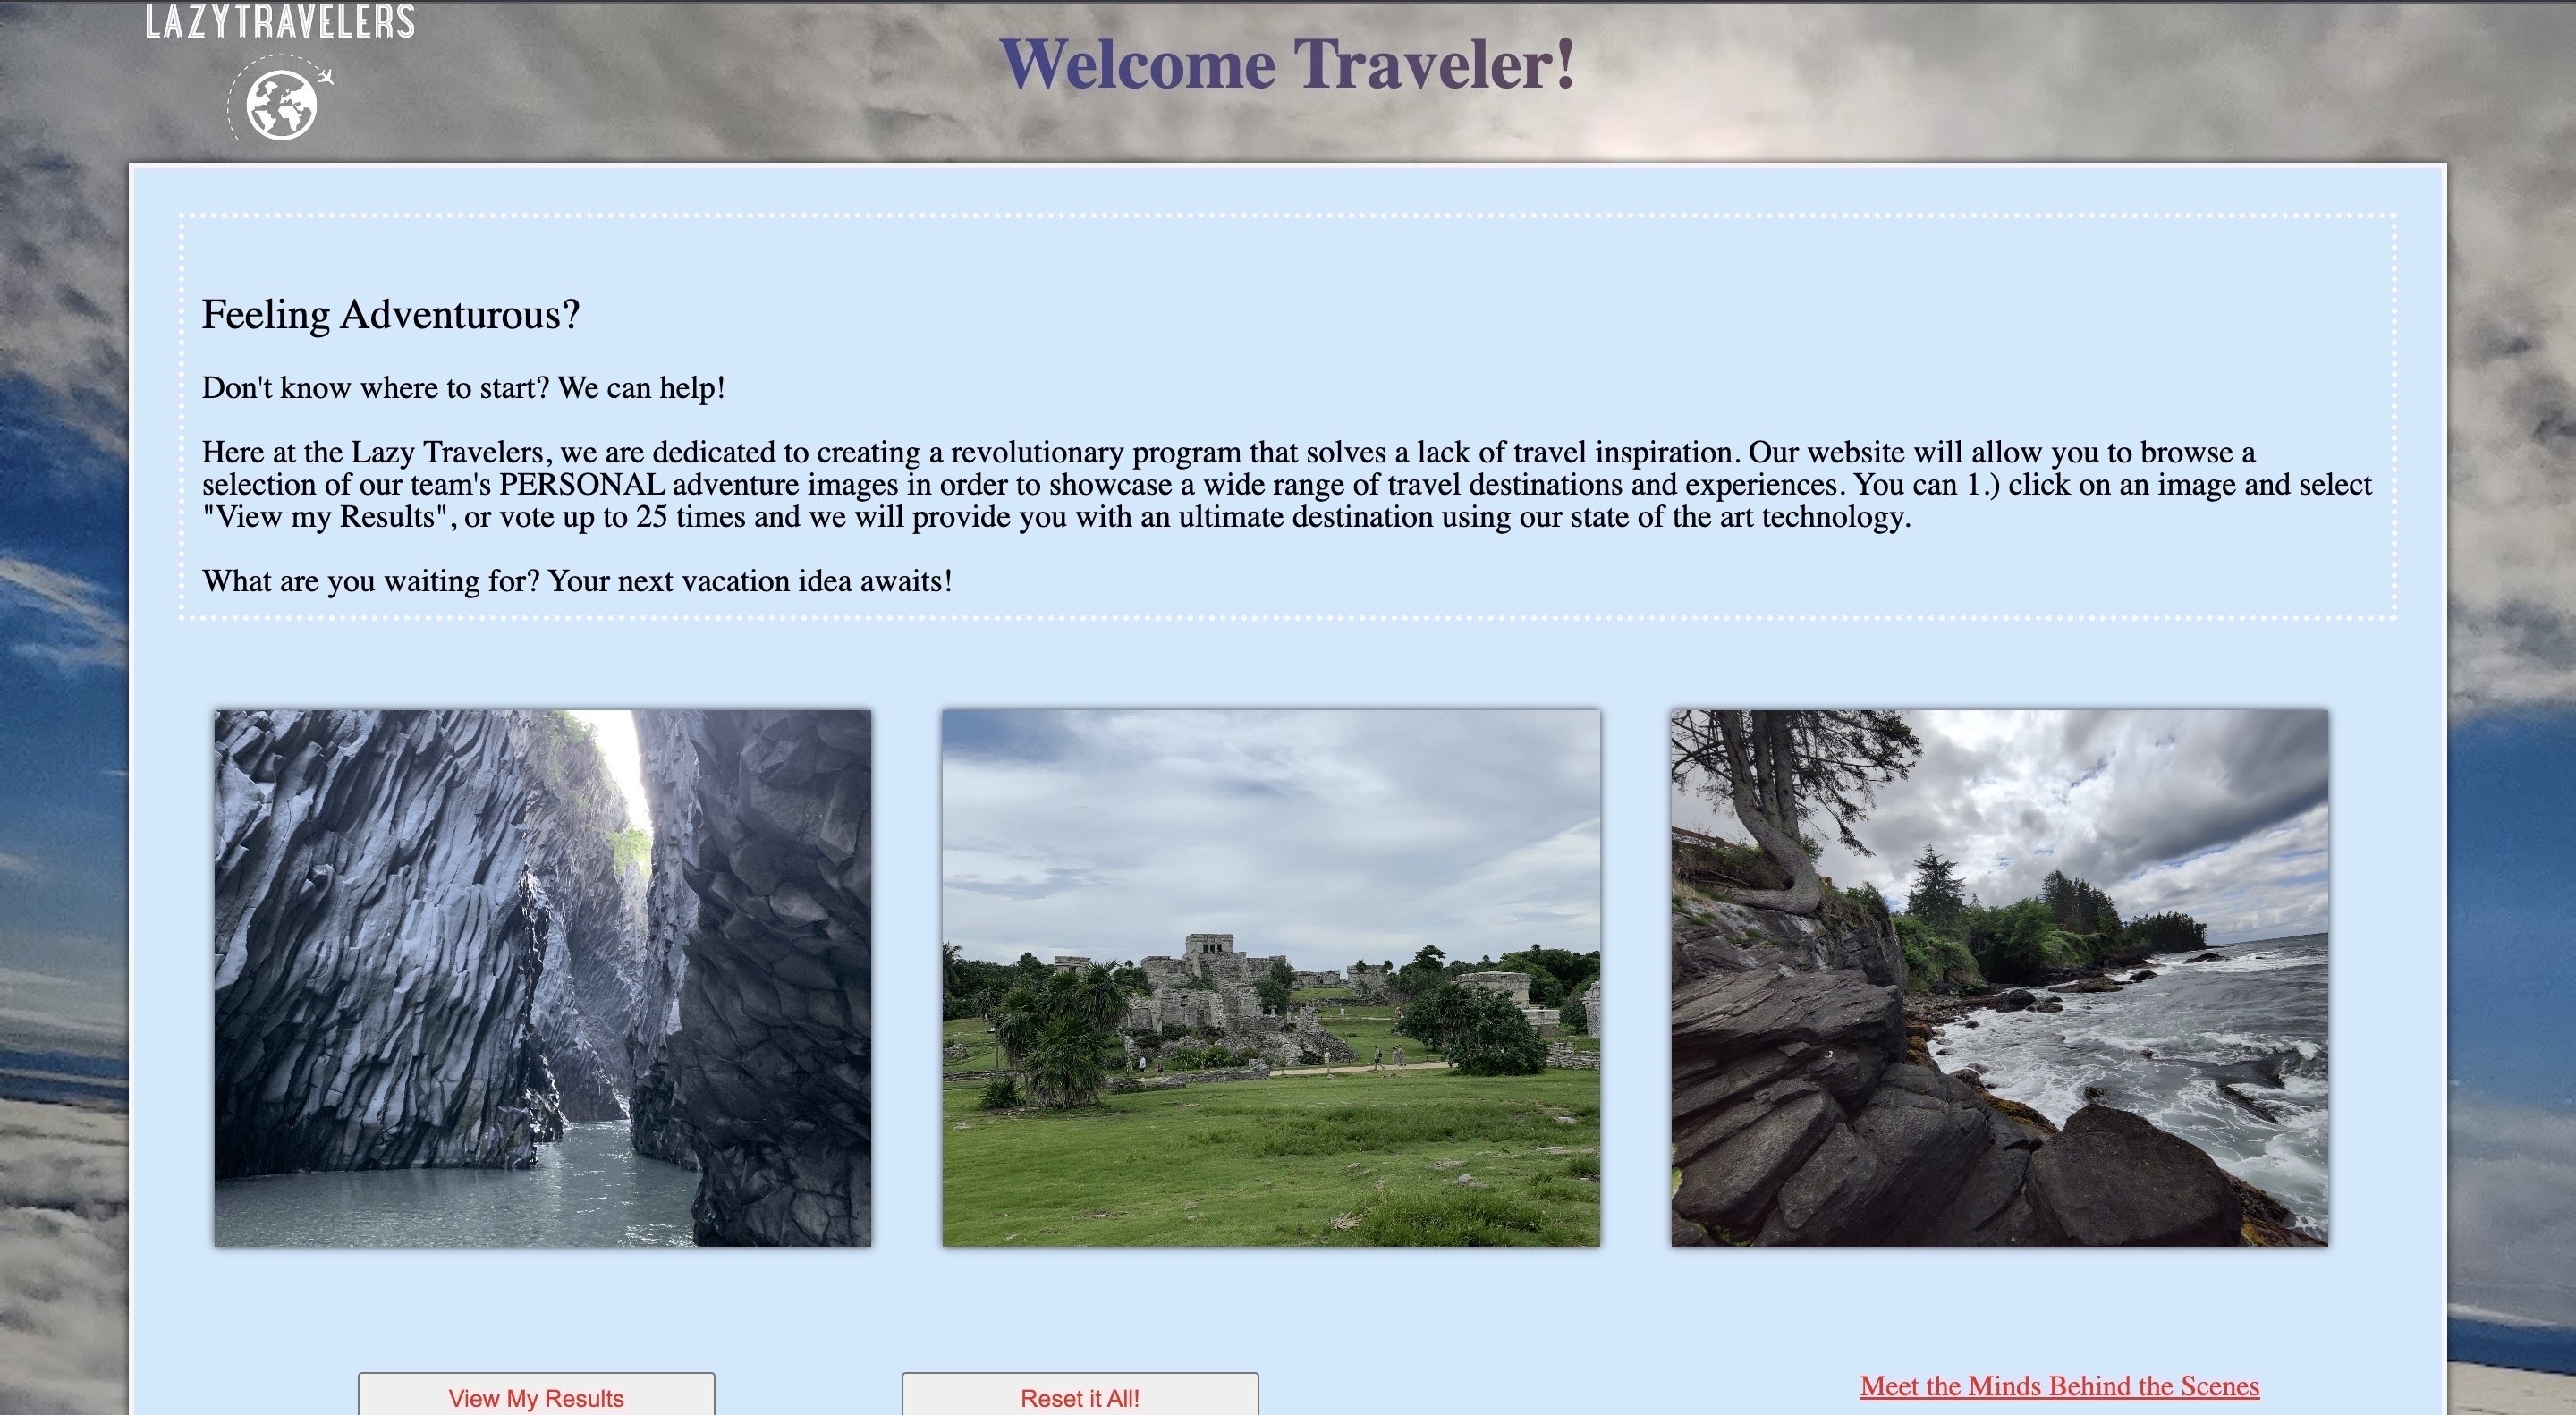 LAZYTRAVELERS
Welcome Traveler!
Feeling Adventurous?
Don't know where to start? We can help!
Here at the Lazy Travelers, we are dedicated to creating a revolutionary program that solves a lack of travel inspiration. Our website will allow you to browse a
selection of our team's PERSONAL adventure images in order to showcase a wide range of travel destinations and experiences. You can 1.) click on an image and select
"View my Results", or vote up to 25 times and we will provide you with an ultimate destination using our state of the art technology.
What are you waiting for? Your next vacation idea awaits!
View My Results
Reset it All!
Meet the Minds Behind the Scenes